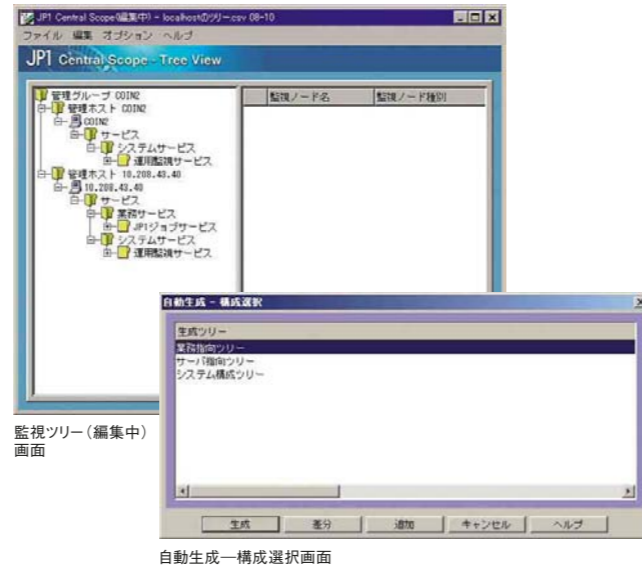 JP1 Central Scope(編集中) - localhostのツリー.csv 08-10
ファイル 編集 オプション ヘルプ
JP1 Central Scope - Tree View
管理グループ COIN2
管理ホスト COIN2
COIN2
サービス
システムサービス
運用監視サービス
管理ホスト 10.208.43.40
10.208.43.40
サービス
業務サービス
JP1ジョブサービス
システムサービス
運用監視サービス
監視ノード名 監視ノード種別
自動生成 - 構成選択
生成ツリー
業務指向ツリー
サーバ指向ツリー
システム構成ツリー
生成 差分 追加 キャンセル ヘルプ
監視ツリー（編集中）
画面
自動生成―構成選択画面